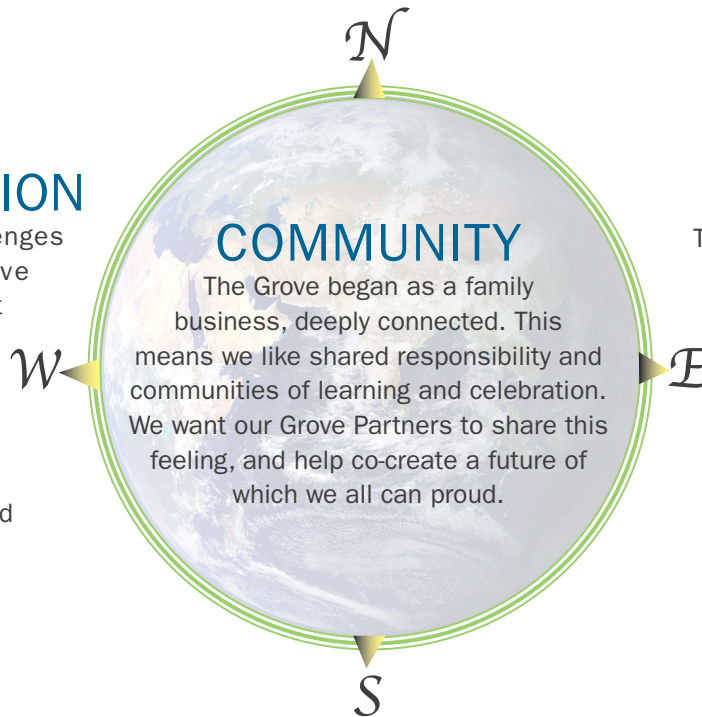 N
ION
enges
ve
t
W
d
COMMUNITY
The Grove began as a family
business, deeply connected. This
means we like shared responsibility and
communities of learning and celebration.
We want our Grove Partners to share this
feeling, and help co-create a future of
which we all can proud.
T
E
S